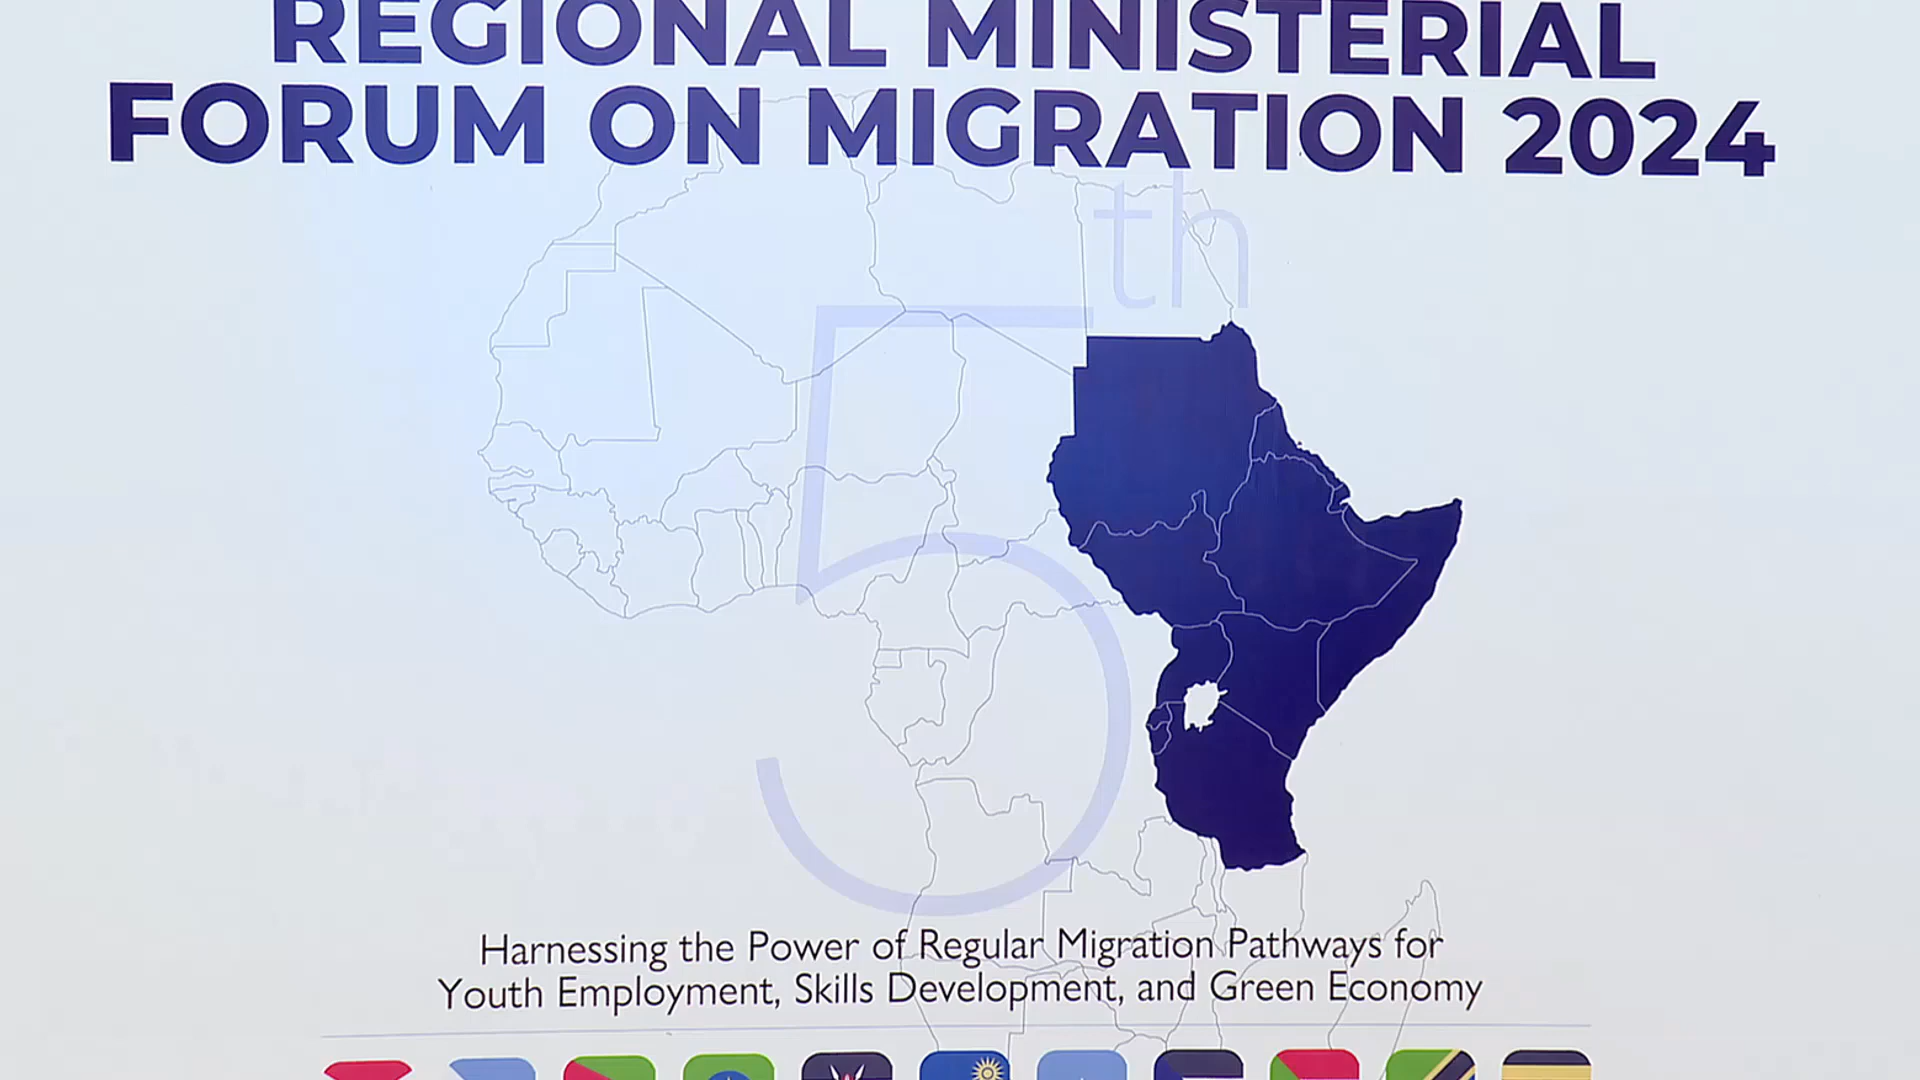 REGIONAL MINISTERIAL
FORUM ON MIGRATION 2024
5th
Harnessing the Power of Regular Migration Pathways for
Youth Employment, Skills Development, and Green Economy